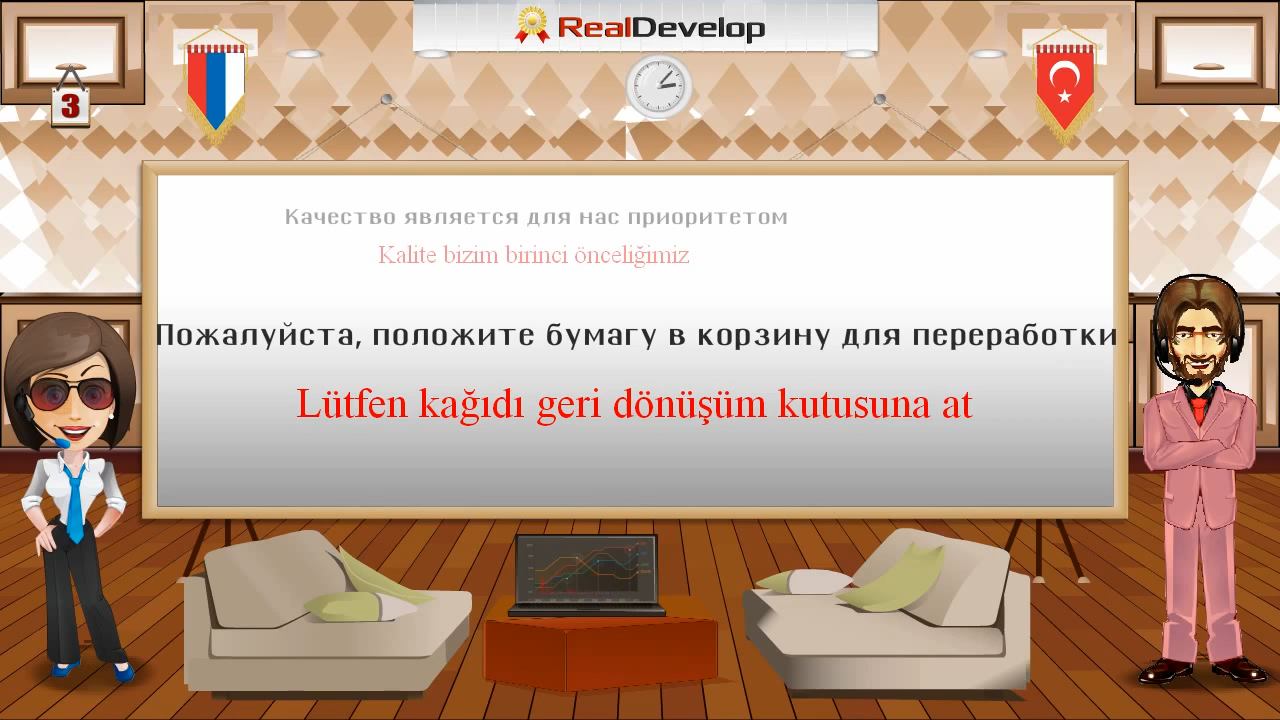 RealDevelop
3
Качество является для нас приоритетом
Kalite bizim birinci önceliğimiz
Пожалуйста, положите бумагу в корзину для переработки
Lütfen kağıdı geri dönüşüm kutusuna at